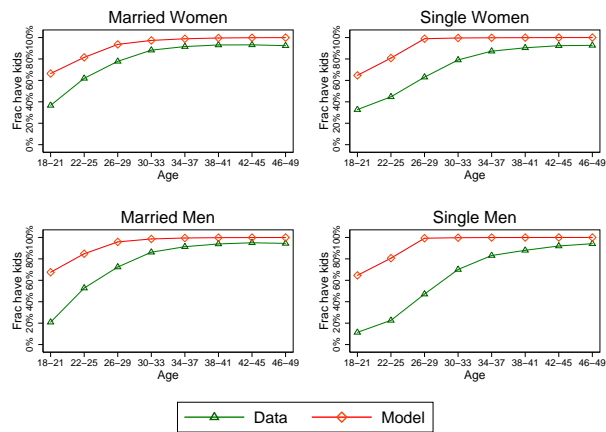 Married Women
Frac have kids
0% 20% 40% 60% 80% 100%
18–21 22–25 26–29 30–33 34–37 38–41 42–45 46–49
Age
Single Women
Frac have kids
0% 20% 40% 60% 80% 100%
18–21 22–25 26–29 30–33 34–37 38–41 42–45 46–49
Age
Married Men
Frac have kids
0% 20% 40% 60% 80% 100%
18–21 22–25 26–29 30–33 34–37 38–41 42–45 46–49
Age
Single Men
Frac have kids
0% 20% 40% 60% 80% 100%
18–21 22–25 26–29 30–33 34–37 38–41 42–45 46–49
Age
Data Model